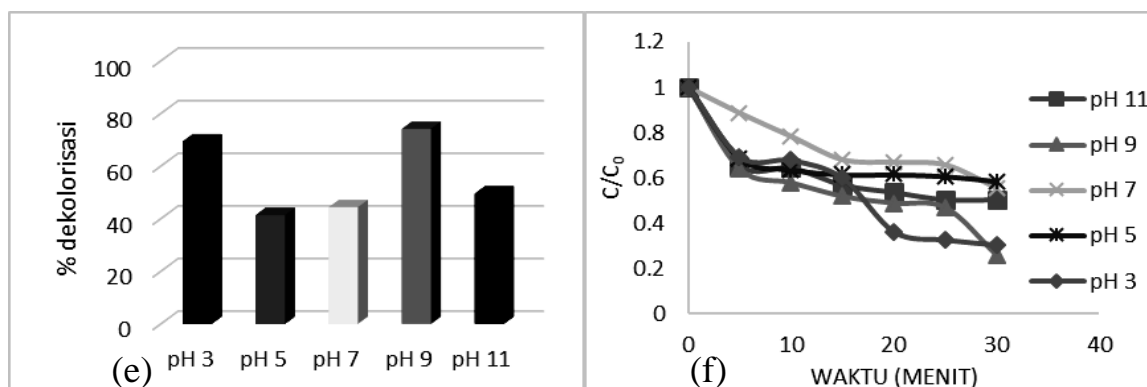 % dekolorisasi
100
80
60
40
20
0
pH 3
pH 5
pH 7
pH 9
pH 11
(e)
C/C₀
1.2
1
0.8
0.6
0.4
0.2
0
0
10
20
30
40
WAKTU (MENIT)
(f)
pH 11
pH 9
pH 7
pH 5
pH 3